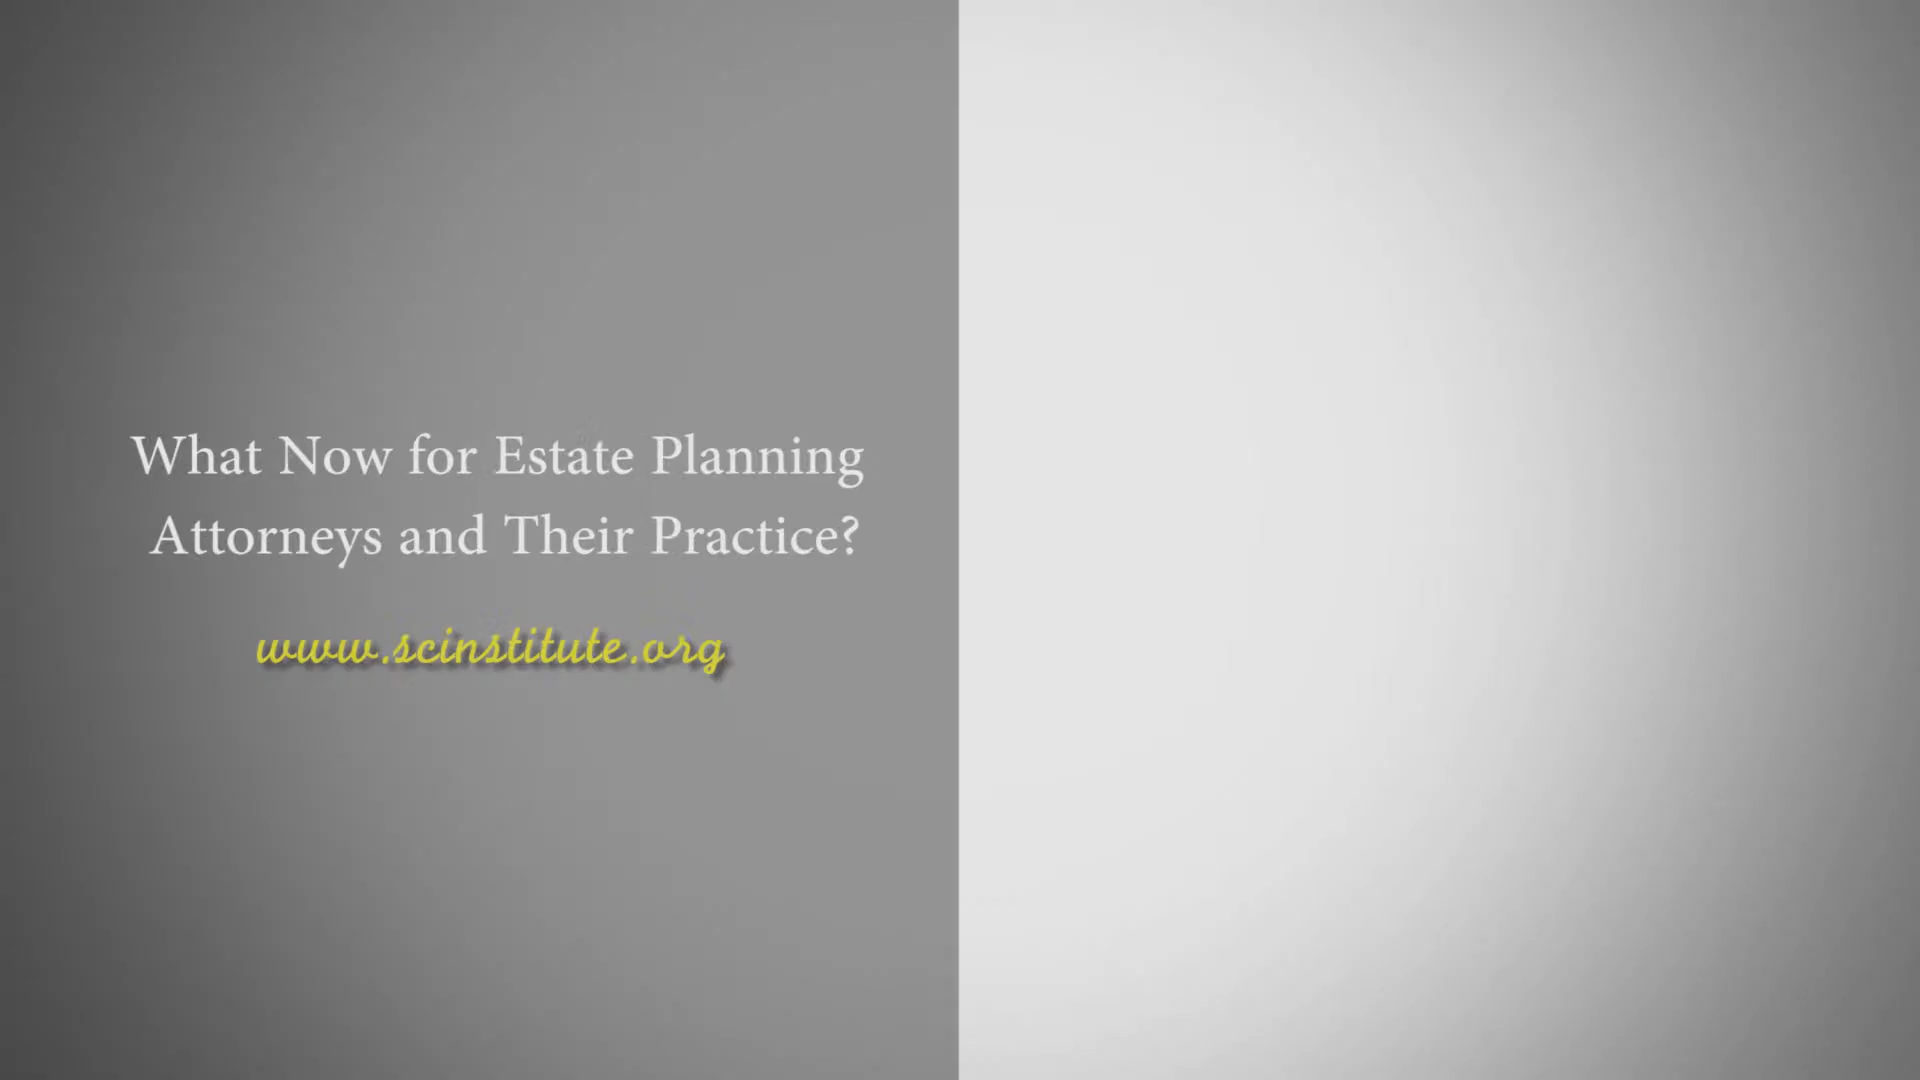 What Now for Estate Planning
Attorneys and Their Practice?
www.scinstitute.org